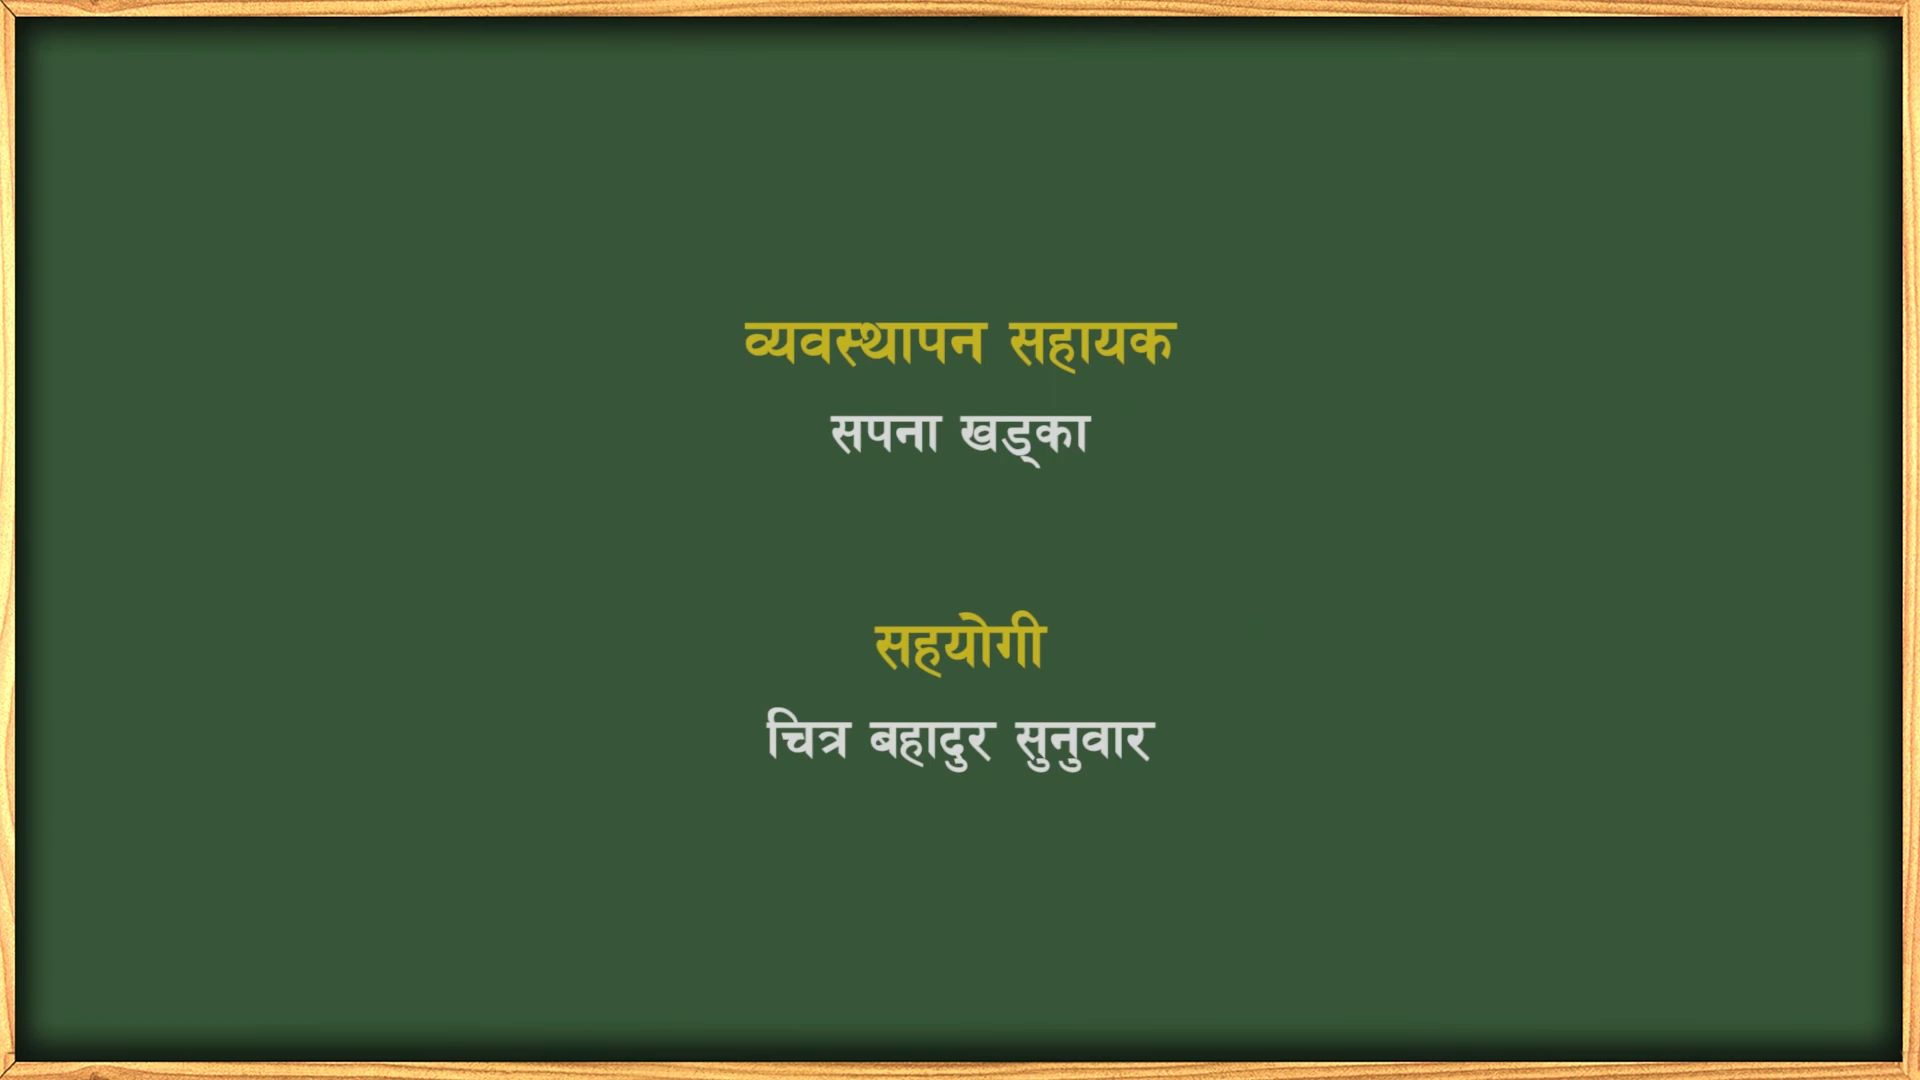 व्यवस्थापन सहायक
सपना खड्का
सहयोगी
चित्र बहादुर सुनुवार